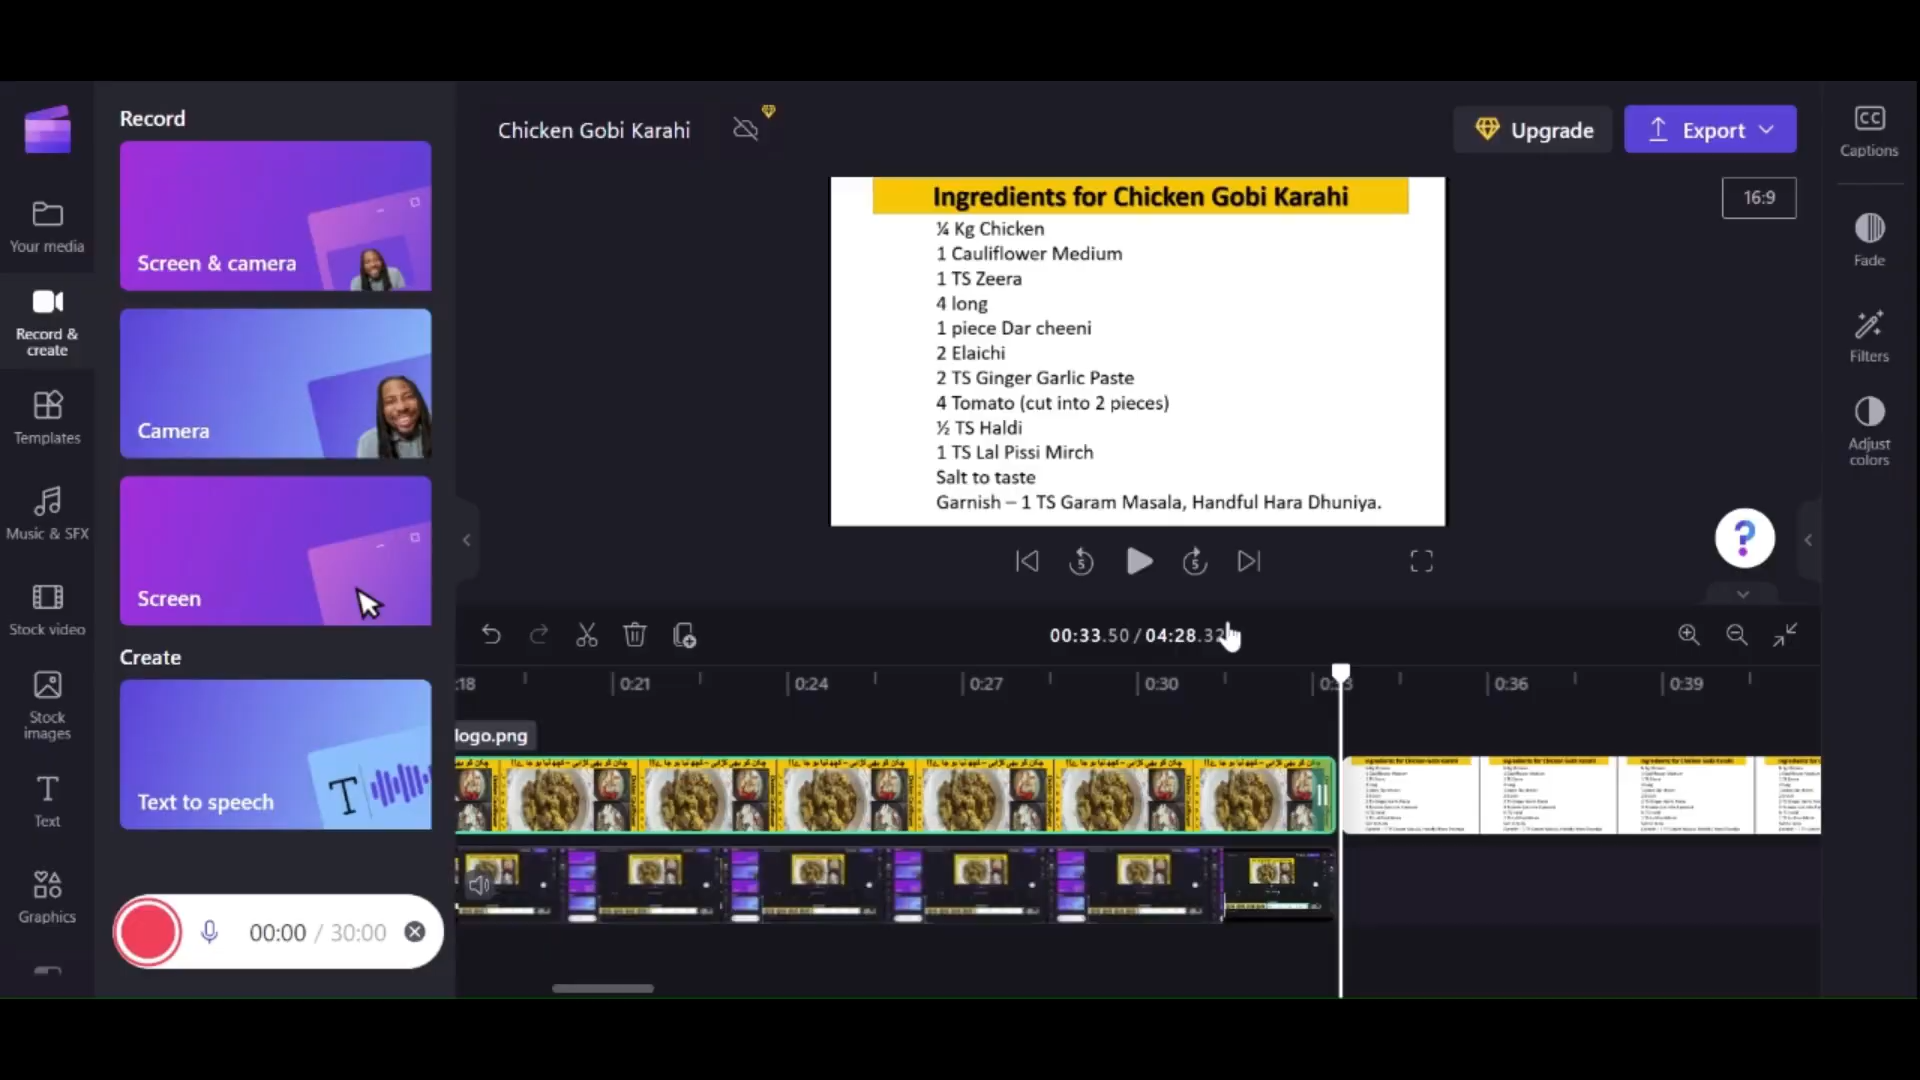 Record
Screen & camera
Camera
Screen
Create
Text to speech
00:00 / 30:00
Your media
Record & create
Templates
Music & SFX
Stock video
Stock images
Text
Graphics
Chicken Gobi Karahi
Upgrade
Export
16:9
Ingredients for Chicken Gobi Karahi
¼ Kg Chicken
1 Cauliflower Medium
1 TS Zeera
4 long
1 piece Dar cheeni
2 Elaichi
2 TS Ginger Garlic Paste
4 Tomato (cut into 2 pieces)
½ TS Haldi
1 TS Lal Pissi Mirch
Salt to taste
Garnish – 1 TS Garam Masala, Handful Hara Dhuniya.
5
5
00:33.50 / 04:28.32
:18 0:21 0:24 0:27 0:30 0:33 0:36 0:39
logo.png
CC
Captions
Fade
Filters
Adjust colors
?